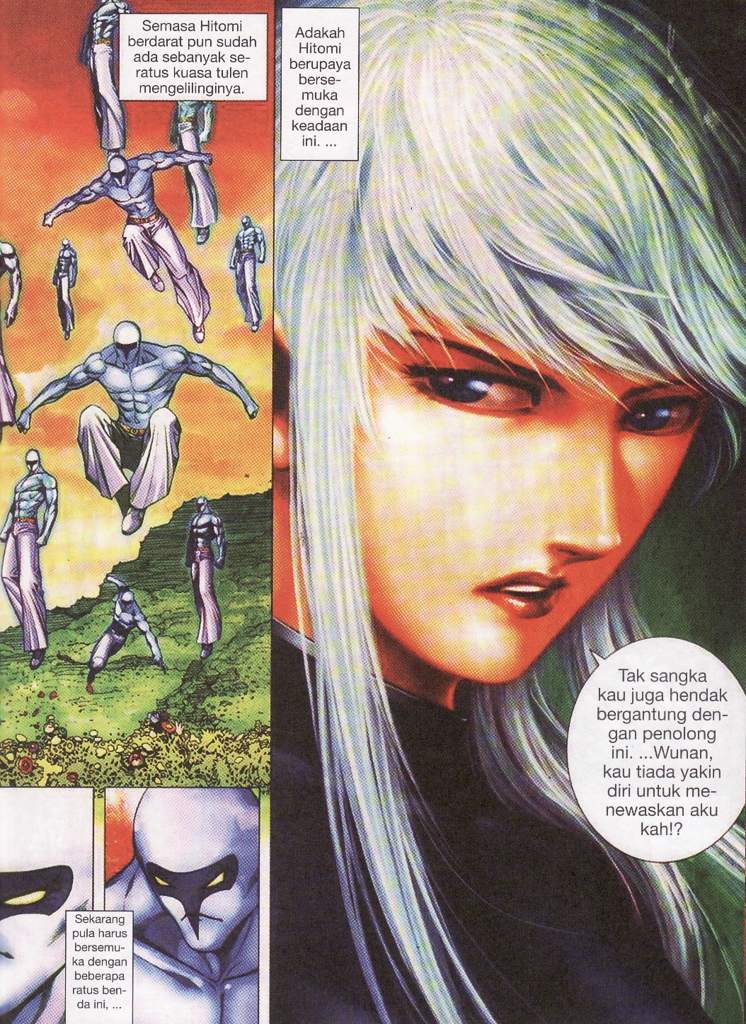 Semasa Hitomi
berdarat pun sudah
ada sebanyak se-
ratus kuasa tulen
mengelilinginya.
Adakah
Hitomi
berupaya
berse-
muka
dengan
keadaan
ini. ...
Tak sangka
kau juga hendak
bergantung den-
gan penolong
ini. ...Wunan,
kau tiada yakin
diri untuk me-
newaskan aku
kah!?
Sekarang
pula harus
bersemu-
ka dengan
beberapa
ratus ben-
da ini, ...